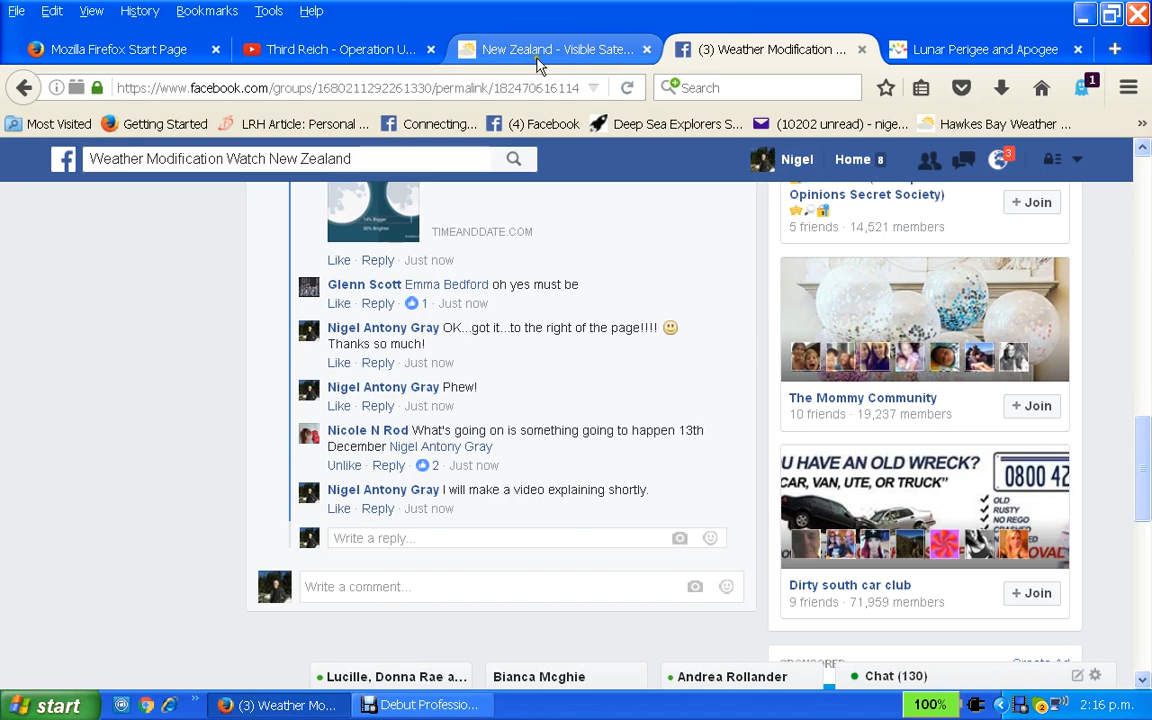 File Edit View History Bookmarks Tools Help
Mozilla Firefox Start Page × Third Reich - Operation U... × New Zealand - Visible Sate... × (3) Weather Modification ... × Lunar Perigee and Apogee ×
https://www.facebook.com/groups/1680211292261330/permalink/182470616114 Search 1
Most Visited Getting Started LRH Article: Personal ... Connecting... (4) Facebook Deep Sea Explorers S... (10202 unread) - nige... Hawkes Bay Weather ...
Weather Modification Watch New Zealand Nigel Home 8 3
TIMEANDDATE.COM
Like · Reply · Just now
Glenn Scott Emma Bedford oh yes must be
Like · Reply · 1 · Just now
Nigel Antony Gray OK...got it...to the right of the page!!!!
Thanks so much!
Like · Reply · Just now
Nigel Antony Gray Phew!
Like · Reply · Just now
Nicole N Rod What's going on is something going to happen 13th
December Nigel Antony Gray
Unlike · Reply · 2 · Just now
Nigel Antony Gray I will make a video explaining shortly.
Like · Reply · Just now
Write a reply...
Write a comment...
Opinions Secret Society)
+ Join
5 friends · 14,521 members
The Mommy Community
10 friends · 19,237 members
+ Join
U HAVE AN OLD WRECK?
CAR, VAN, UTE, OR TRUCK"
0800 42
OLD
RUSTY
NO REGO
OVAL
Dirty south car club
9 friends · 71,959 members
+ Join
Lucille, Donna Rae a... Bianca Mcghie Andrea Rollander Chat (130)
start (3) Weather Mo... Debut Professio... 100% 2:16 p.m.